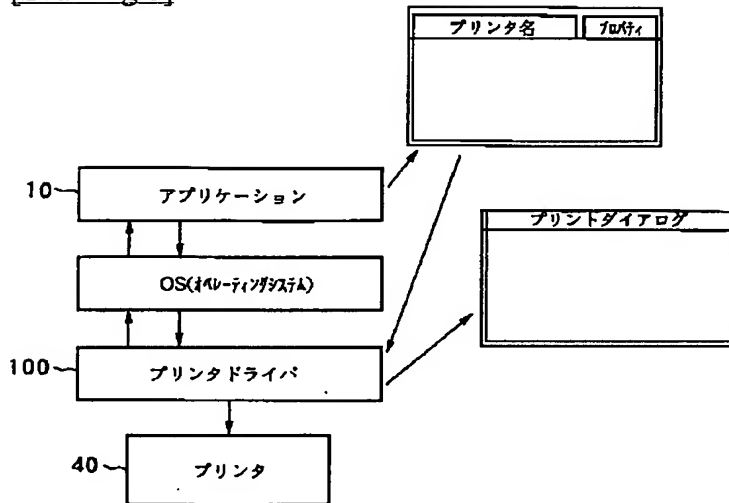 プリンタ名 プロパティ
10 アプリケーション
プリントダイアログ
OS(オペレーティングシステム)
100 プリンタドライバ
40 プリンタ